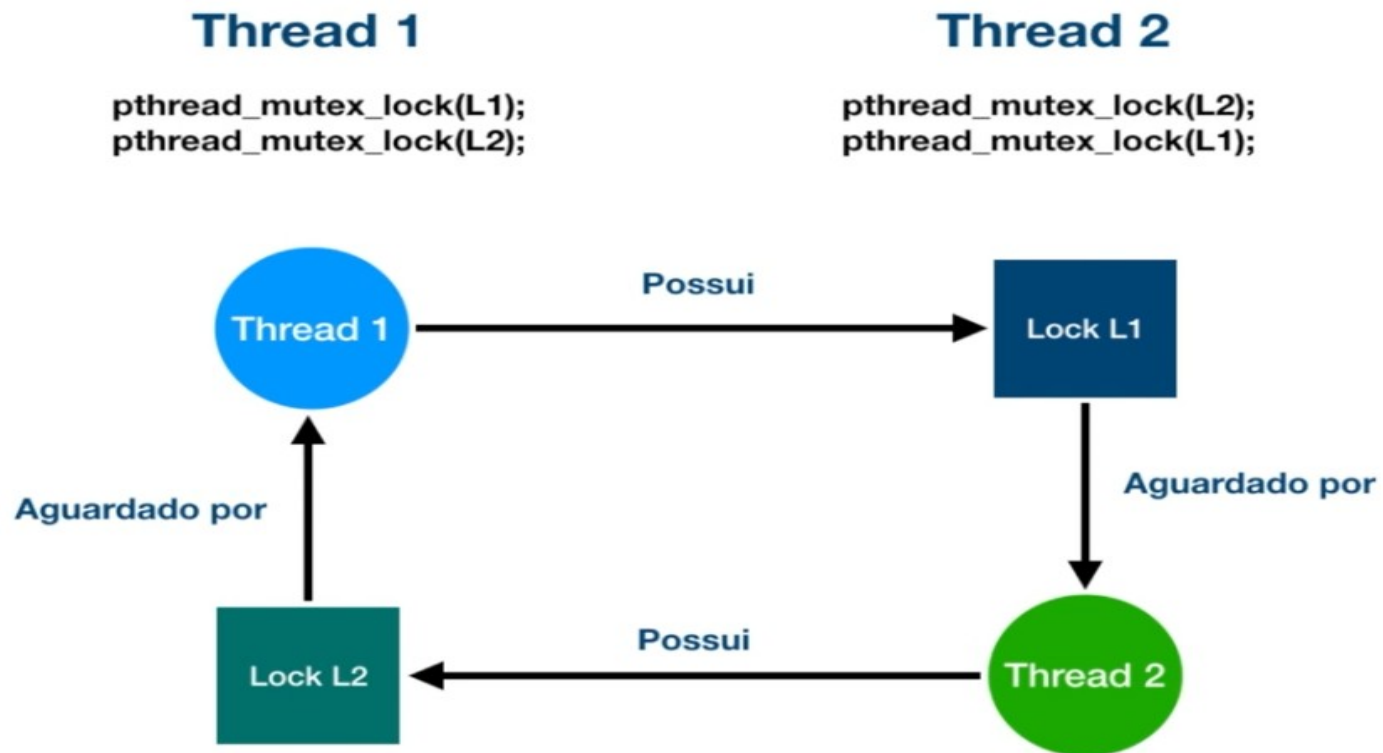 Thread 1
Thread 2
pthread_mutex_lock(L1);
pthread_mutex_lock(L2);
pthread_mutex_lock(L2);
pthread_mutex_lock(L1);
Possui
Thread 1
Lock L1
Aguardado por
Aguardado por
Possui
Lock L2
Thread 2